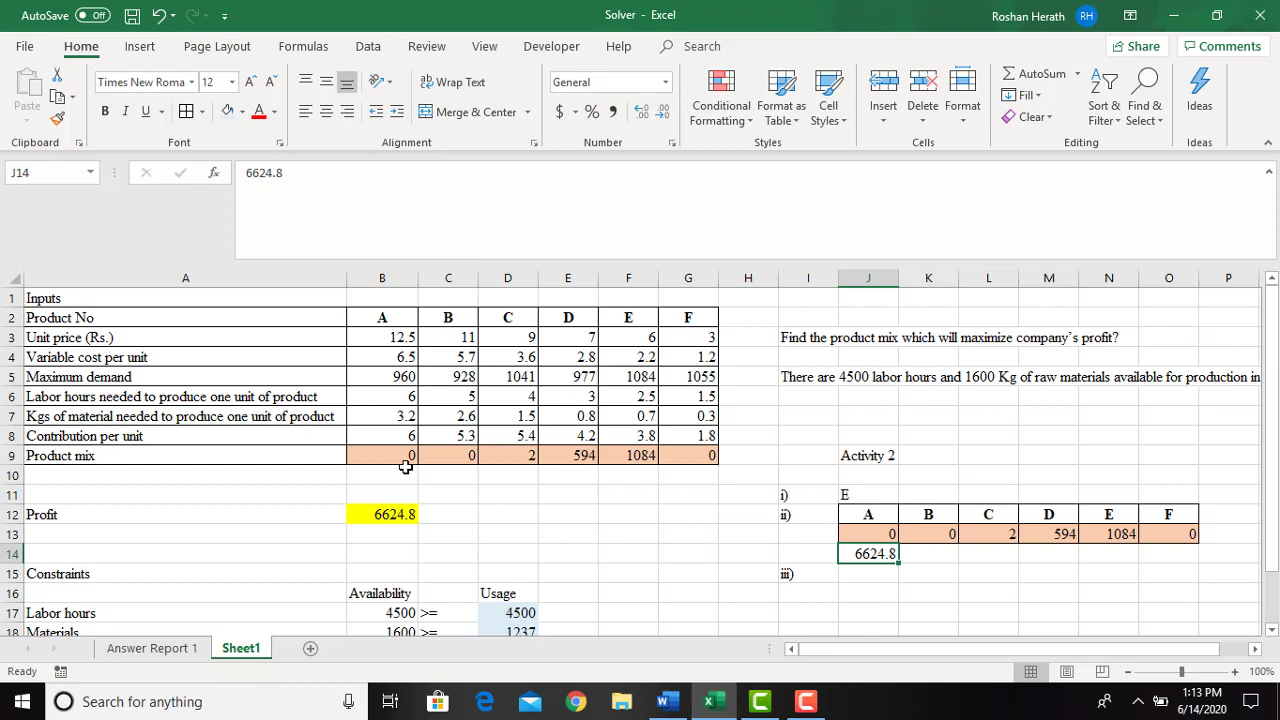 AutoSave Off
Solver - Excel
Roshan Herath RH
File Home Insert Page Layout Formulas Data Review View Developer Help Search Share Comments
Times New Roma 12 Wrap Text General AutoSum
Paste B I U Merge & Center $ % Conditional Formatting Format as Table Cell Styles Insert Delete Format Fill Clear Sort & Filter Find & Select Ideas
Clipboard Font Alignment Number Styles Cells Editing Ideas
J14 fx 6624.8
A B C D E F G H I J K L M N O P
1 Inputs
2 Product No A B C D E F
3 Unit price (Rs.) 12.5 11 9 7 6 3 Find the product mix which will maximize company's profit?
4 Variable cost per unit 6.5 5.7 3.6 2.8 2.2 1.2
5 Maximum demand 960 928 1041 977 1084 1055 There are 4500 labor hours and 1600 Kg of raw materials available for production in
6 Labor hours needed to produce one unit of product 6 5 4 3 2.5 1.5
7 Kgs of material needed to produce one unit of product 3.2 2.6 1.5 0.8 0.7 0.3
8 Contribution per unit 6 5.3 5.4 4.2 3.8 1.8
9 Product mix 0 0 2 594 1084 0 Activity 2
10
11 i) E
12 Profit 6624.8 ii) A B C D E F
13 0 0 2 594 1084 0
14 6624.8
15 Constraints iii)
16 Availability Usage
17 Labor hours 4500 >= 4500
18 Materials 1600 >= 1237
Answer Report 1 Sheet1
Ready 100%
Search for anything
1:13 PM
6/14/2020